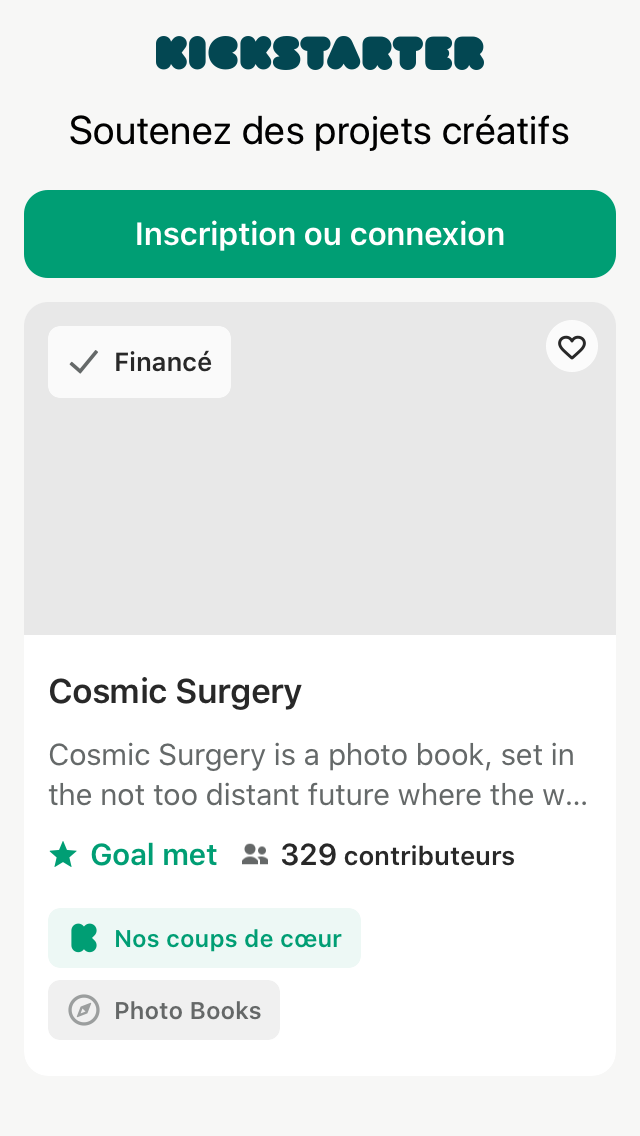 KICKSTARTER
Soutenez des projets créatifs
Inscription ou connexion
Financé
Cosmic Surgery
Cosmic Surgery is a photo book, set in
the not too distant future where the w...
Goal met 329 contributeurs
Nos coups de cœur
Photo Books